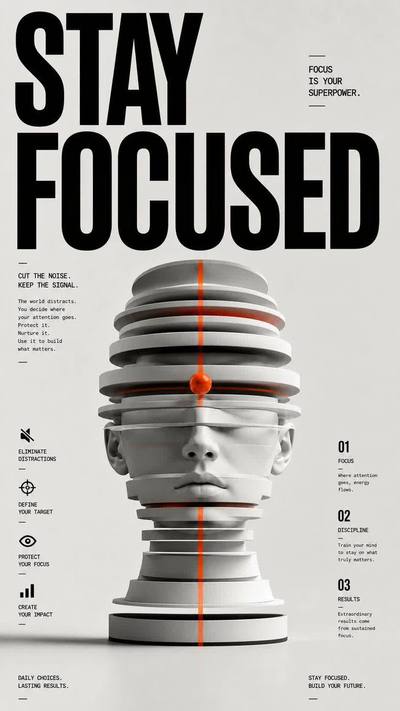 STAY
FOCUSED
FOCUS
IS YOUR
SUPERPOWER.
CUT THE NOISE.
KEEP THE SIGNAL.
The world distracts.
You decide where
your attention goes.
Protect it.
Nurture it.
Use it to build
what matters.
ELIMINATE
DISTRACTIONS
DEFINE
YOUR TARGET
PROTECT
YOUR FOCUS
CREATE
YOUR IMPACT
01
FOCUS
Where attention
goes, energy
flows.
02
DISCIPLINE
Train your mind
to stay on what
truly matters.
03
RESULTS
Extraordinary
results come
from sustained
focus.
DAILY CHOICES.
LASTING RESULTS.
STAY FOCUSED.
BUILD YOUR FUTURE.